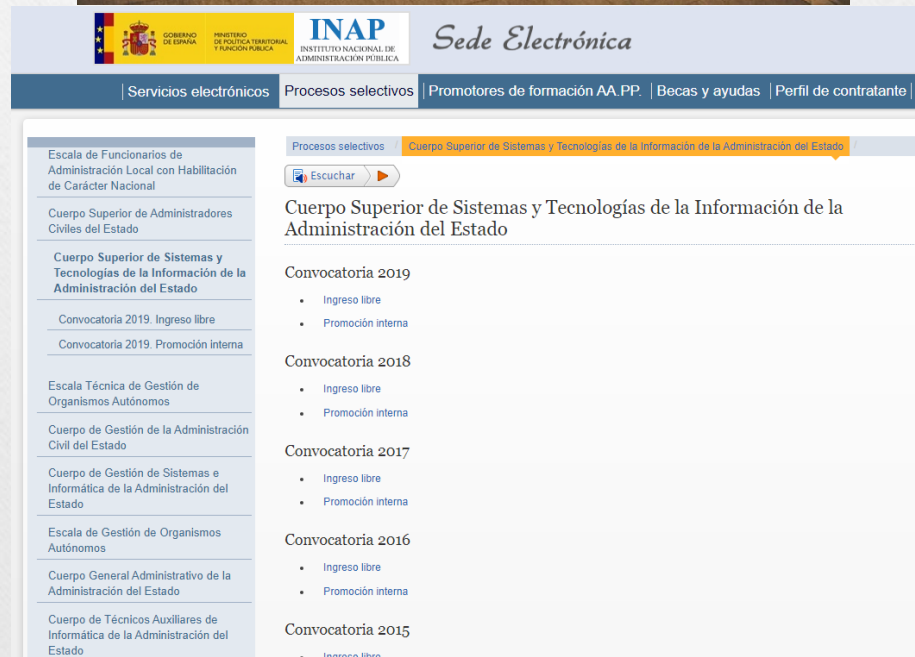 GOBIERNO
DE ESPAÑA
MINISTERIO
DE POLÍTICA TERRITORIAL
Y FUNCIÓN PÚBLICA
INAP
INSTITUTO NACIONAL DE
ADMINISTRACIÓN PÚBLICA
Sede Electrónica
Servicios electrónicos
Procesos selectivos
Promotores de formación AA.PP.
Becas y ayudas
Perfil de contratante
Escala de Funcionarios de
Administración Local con Habilitación
de Carácter Nacional
Cuerpo Superior de Administradores
Civiles del Estado
Cuerpo Superior de Sistemas y
Tecnologías de la Información de la
Administración del Estado
Convocatoria 2019. Ingreso libre
Convocatoria 2019. Promoción interna
Escala Técnica de Gestión de
Organismos Autónomos
Cuerpo de Gestión de la Administración
Civil del Estado
Cuerpo de Gestión de Sistemas e
Informática de la Administración del
Estado
Escala de Gestión de Organismos
Autónomos
Cuerpo General Administrativo de la
Administración del Estado
Cuerpo de Técnicos Auxiliares de
Informática de la Administración del
Estado
Procesos selectivos / Cuerpo Superior de Sistemas y Tecnologías de la Información de la Administración del Estado /
Escuchar
Cuerpo Superior de Sistemas y Tecnologías de la Información de la
Administración del Estado
Convocatoria 2019
Ingreso libre
Promoción interna
Convocatoria 2018
Ingreso libre
Promoción interna
Convocatoria 2017
Ingreso libre
Promoción interna
Convocatoria 2016
Ingreso libre
Promoción interna
Convocatoria 2015
Ingreso libre